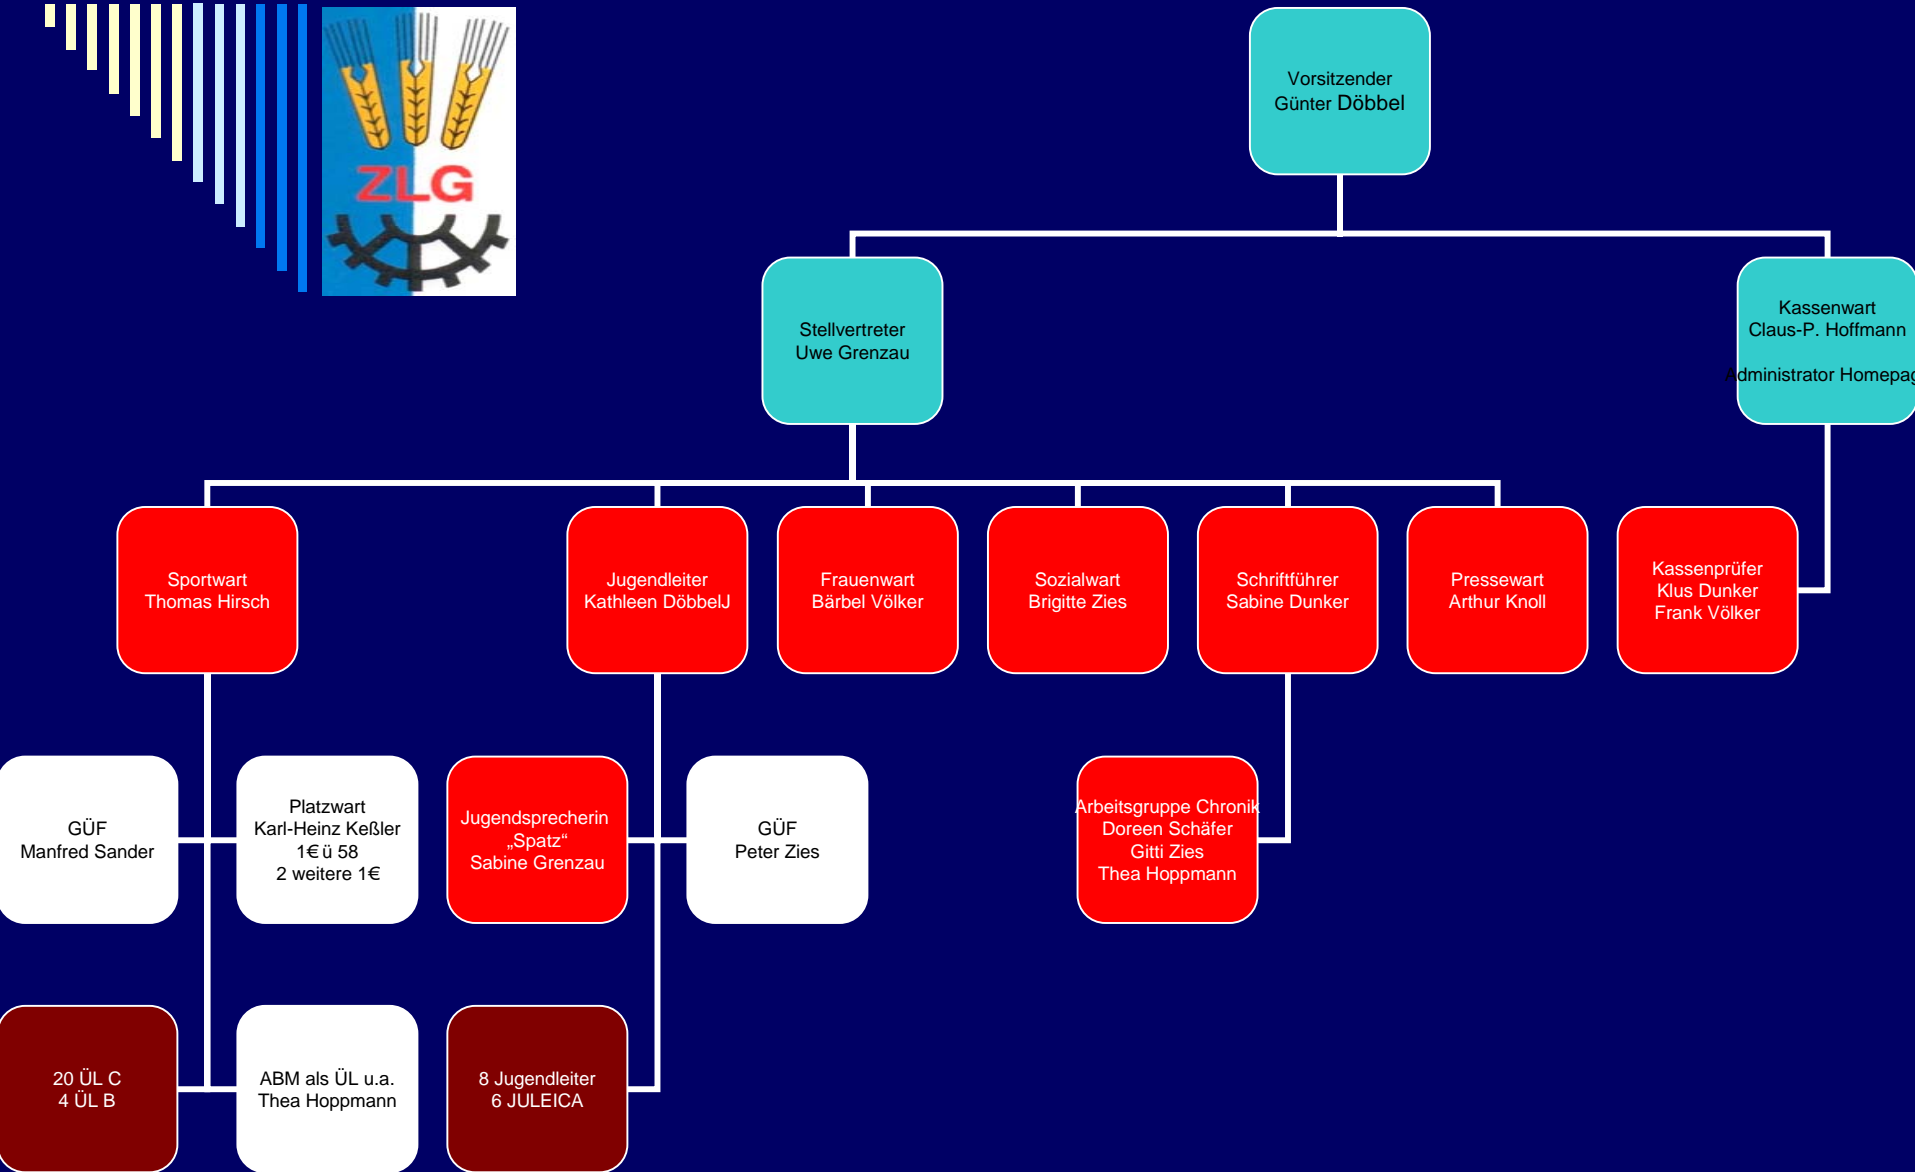 ZLG
Vorsitzender
Günter Döbbel
Stellvertreter
Uwe Grenzau
Kassenwart
Claus-P. Hoffmann
Administrator Homepag
Sportwart
Thomas Hirsch
Jugendleiter
Kathleen DöbbelJ
Frauenwart
Bärbel Völker
Sozialwart
Brigitte Zies
Schriftführer
Sabine Dunker
Pressewart
Arthur Knoll
Kassenprüfer
Klus Dunker
Frank Völker
GÜF
Manfred Sander
Platzwart
Karl-Heinz Keßler
1€ ü 58
2 weitere 1€
Jugendsprecherin
„Spatz“
Sabine Grenzau
GÜF
Peter Zies
Arbeitsgruppe Chronik
Doreen Schäfer
Gitti Zies
Thea Hoppmann
20 ÜL C
4 ÜL B
ABM als ÜL u.a.
Thea Hoppmann
8 Jugendleiter
6 JULEICA